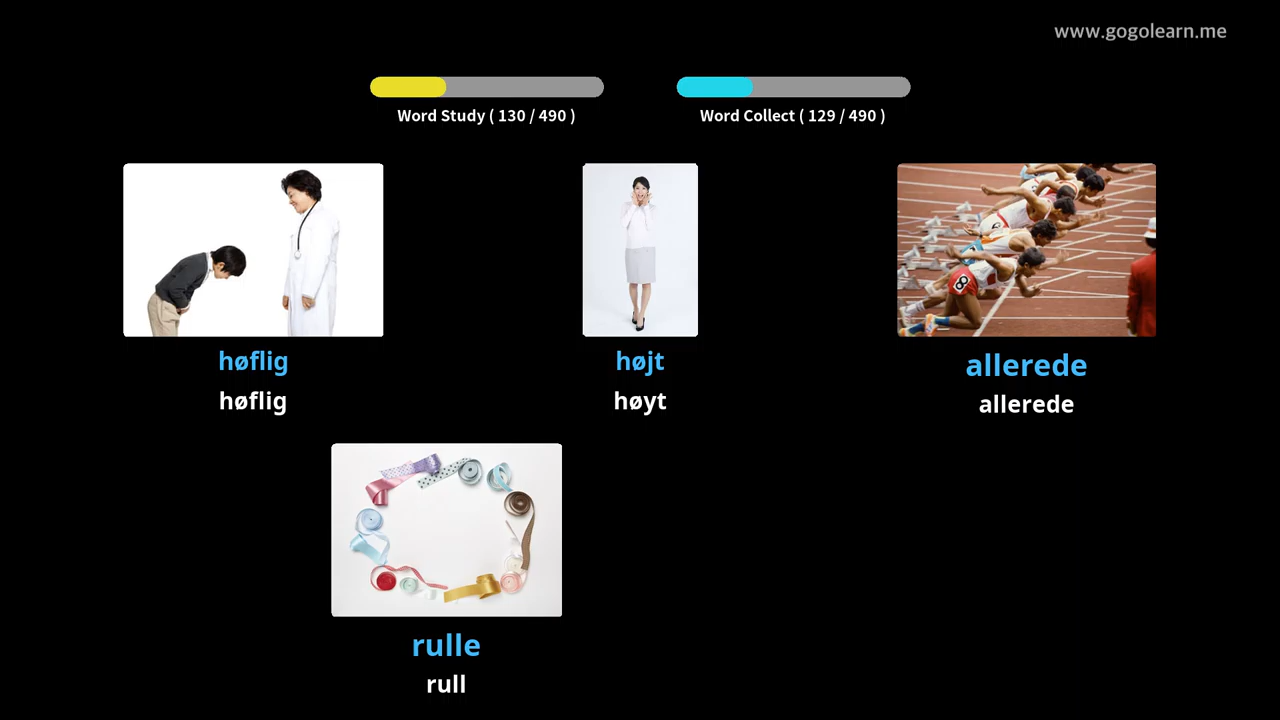 www.gogolearn.me
Word Study ( 130 / 490 )
Word Collect ( 129 / 490 )
høflig
høflig
højt
høyt
allerede
allerede
rulle
rull